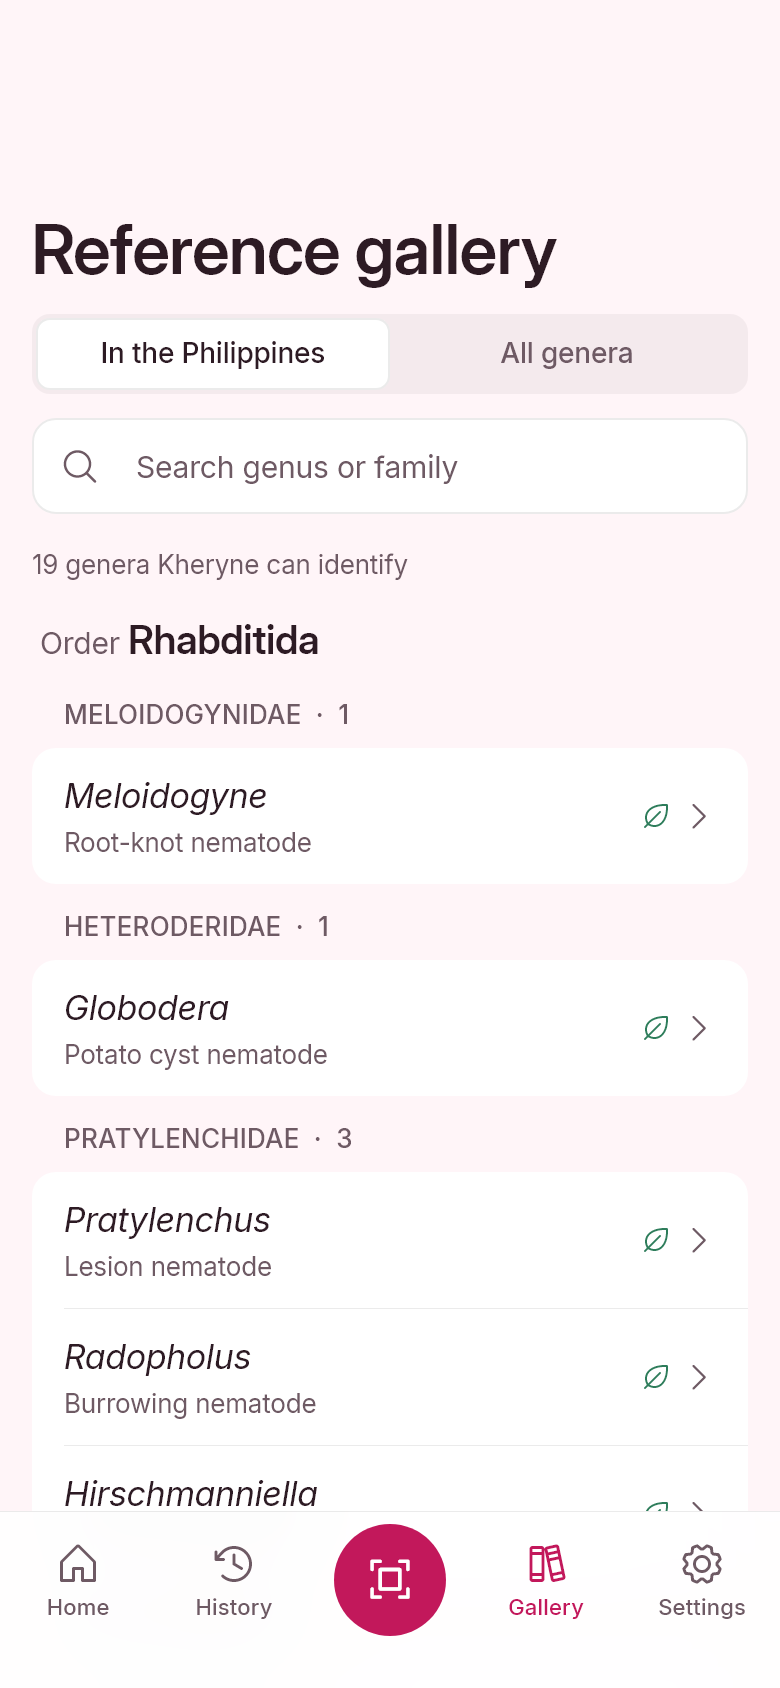 Reference gallery
In the Philippines
All genera
Search genus or family
19 genera Kheryne can identify
Order Rhabditida
MELOIDOGYNIDAE · 1
Meloidogyne
Root-knot nematode
HETERODERIDAE · 1
Globodera
Potato cyst nematode
PRATYLENCHIDAE · 3
Pratylenchus
Lesion nematode
Radopholus
Burrowing nematode
Hirschmanniella
Home
History
Gallery
Settings